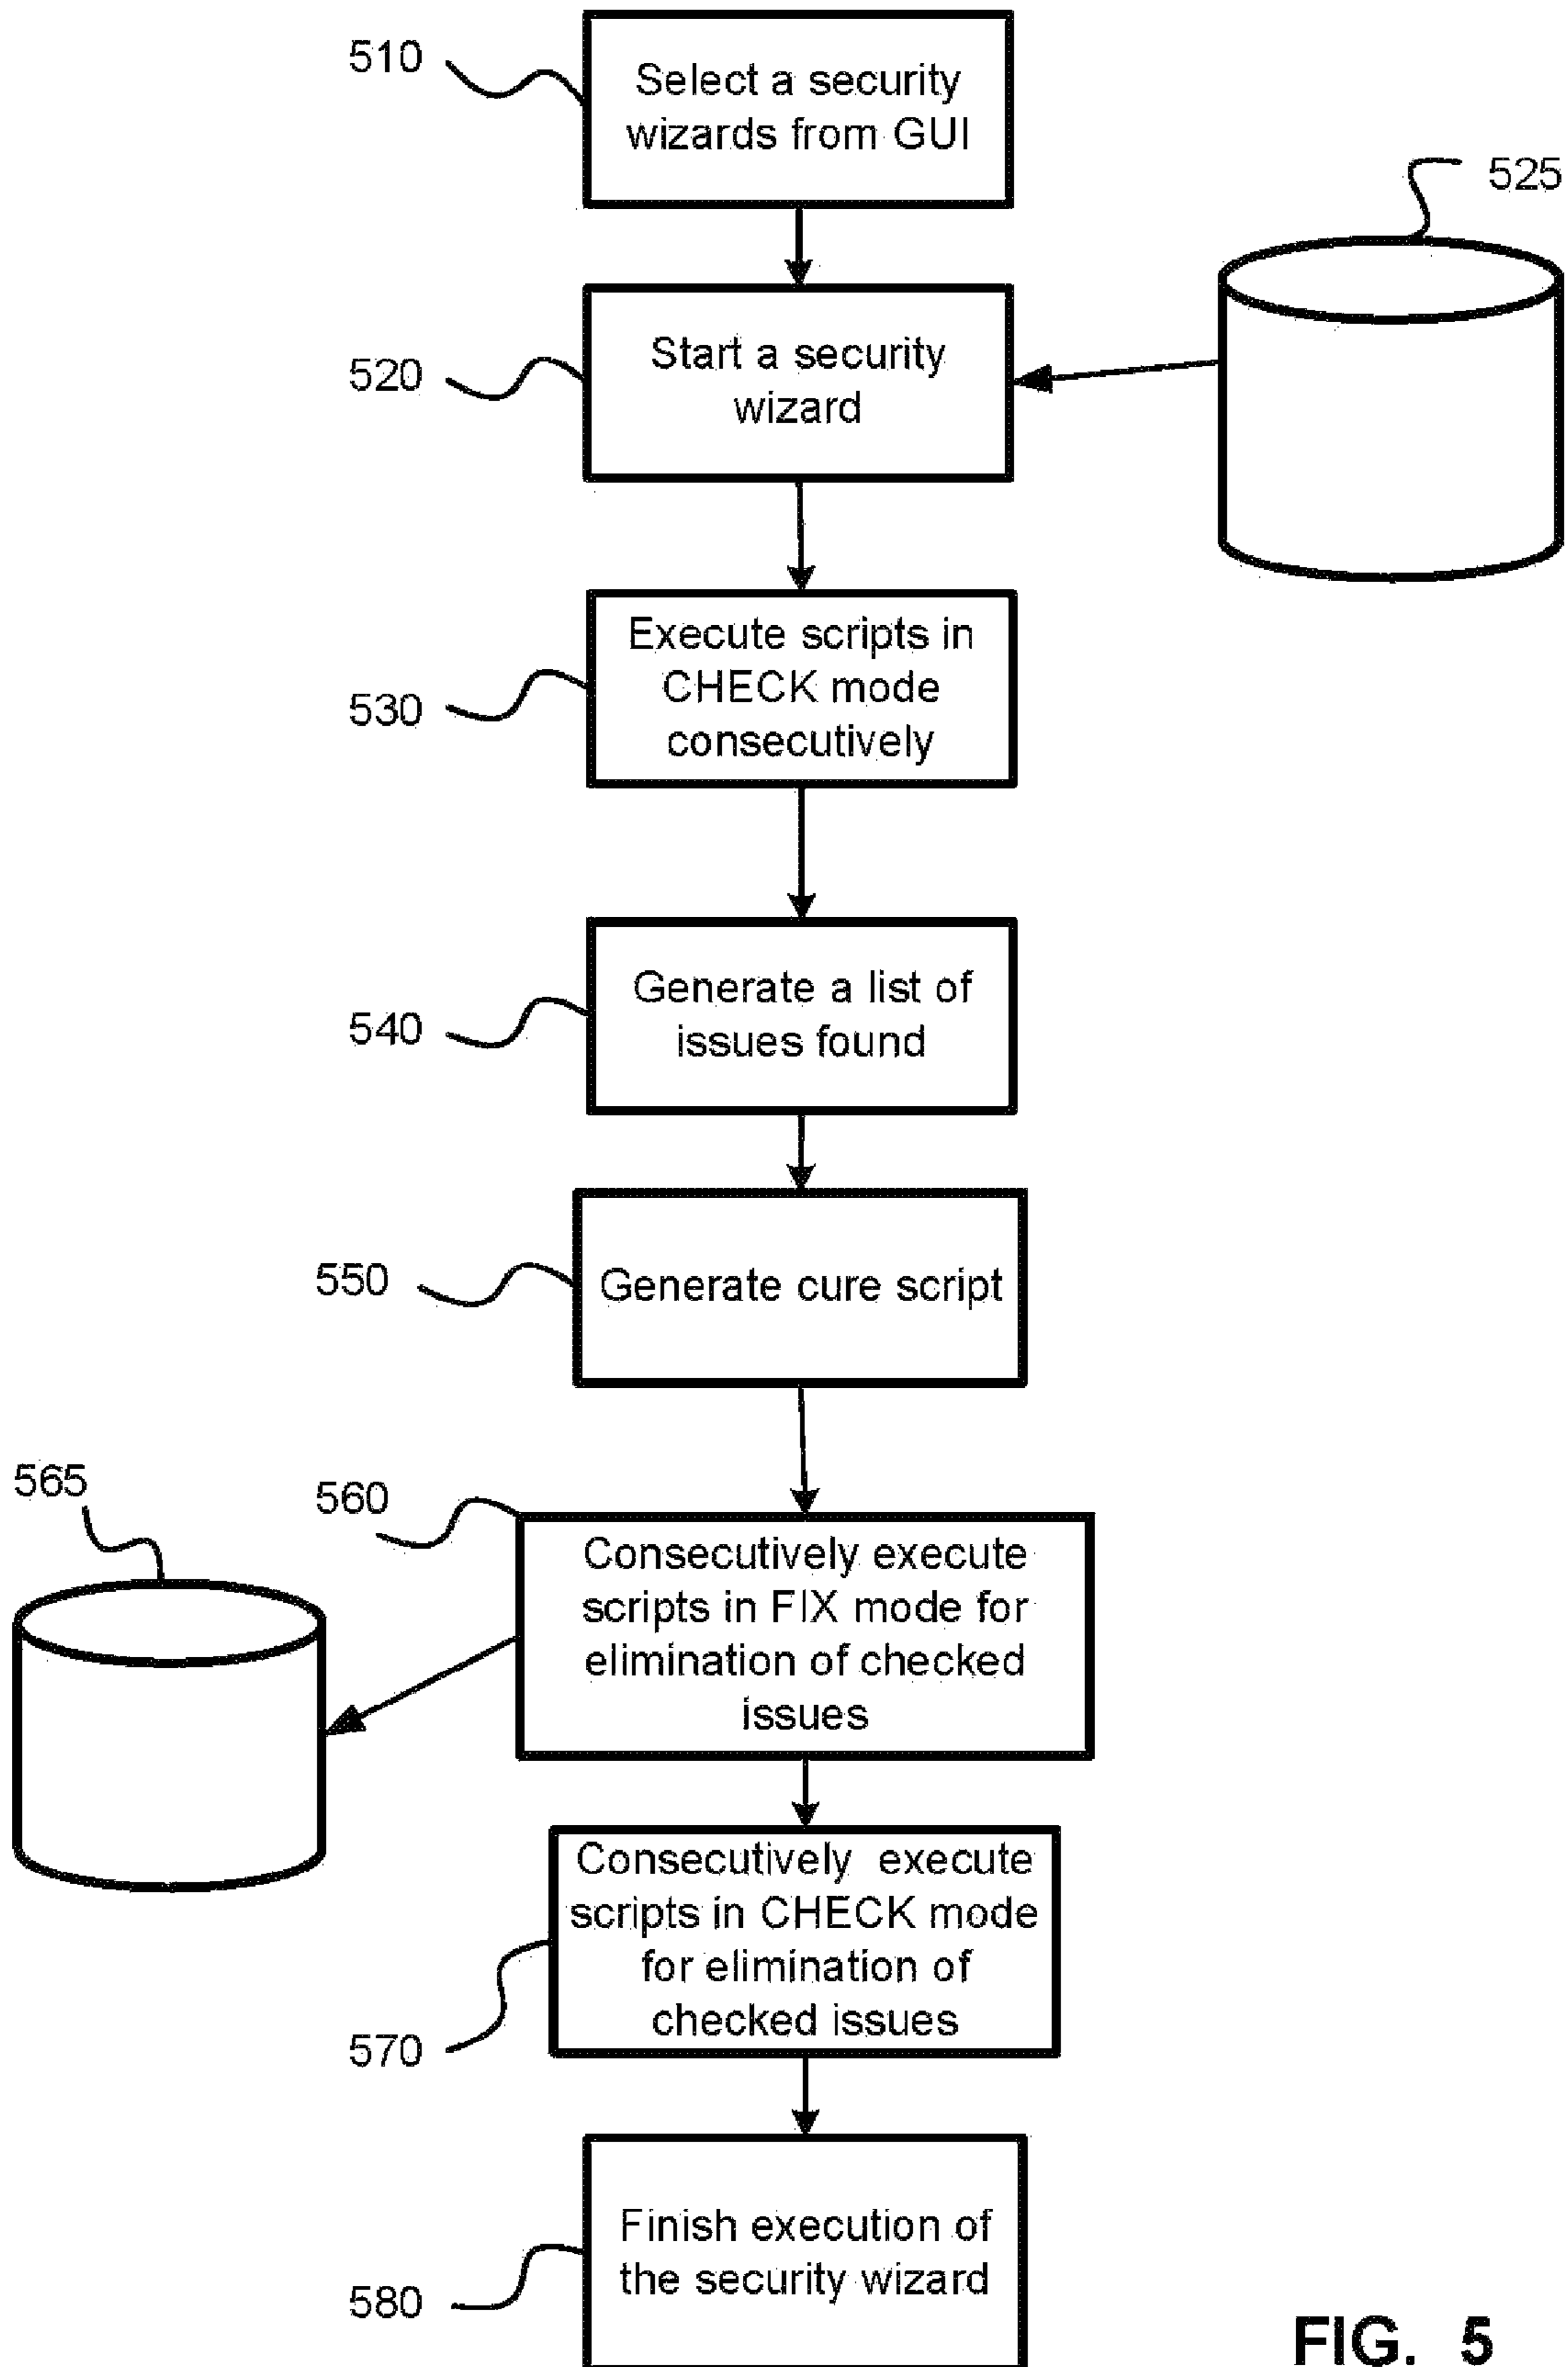 510
Select a security
wizards from GUI
525
520
Start a security
wizard
530
Execute scripts in
CHECK mode
consecutively
540
Generate a list of
issues found
550
Generate cure script
565
560
Consecutively execute
scripts in FIX mode for
elimination of checked
issues
Consecutively execute
scripts in CHECK mode
for elimination of
checked issues
570
Finish execution of
the security wizard
580
FIG. 5